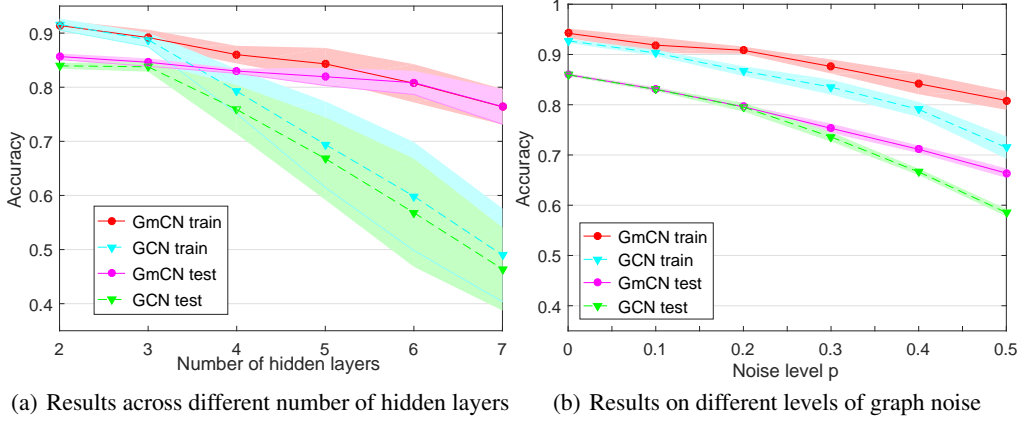 0.9
0.8
0.7
0.6
0.5
0.4
Accuracy
GmCN train
GCN train
GmCN test
GCN test
2 3 4 5 6 7
Number of hidden layers
(a) Results across different number of hidden layers
1
0.9
0.8
0.7
0.6
0.5
0.4
Accuracy
GmCN train
GCN train
GmCN test
GCN test
0 0.1 0.2 0.3 0.4 0.5
Noise level p
(b) Results on different levels of graph noise